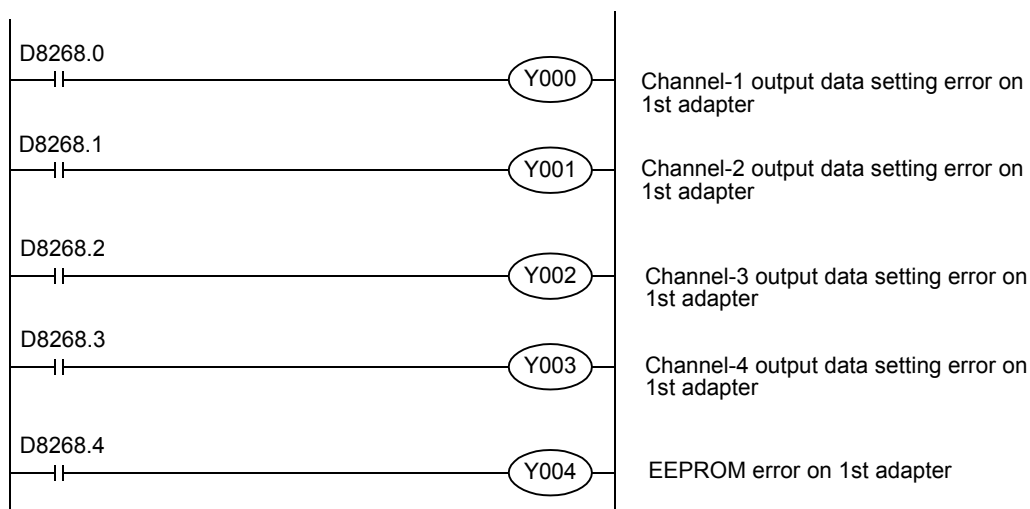 D8268.0
Y000
Channel-1 output data setting error on
1st adapter
D8268.1
Y001
Channel-2 output data setting error on
1st adapter
D8268.2
Y002
Channel-3 output data setting error on
1st adapter
D8268.3
Y003
Channel-4 output data setting error on
1st adapter
D8268.4
Y004
EEPROM error on 1st adapter